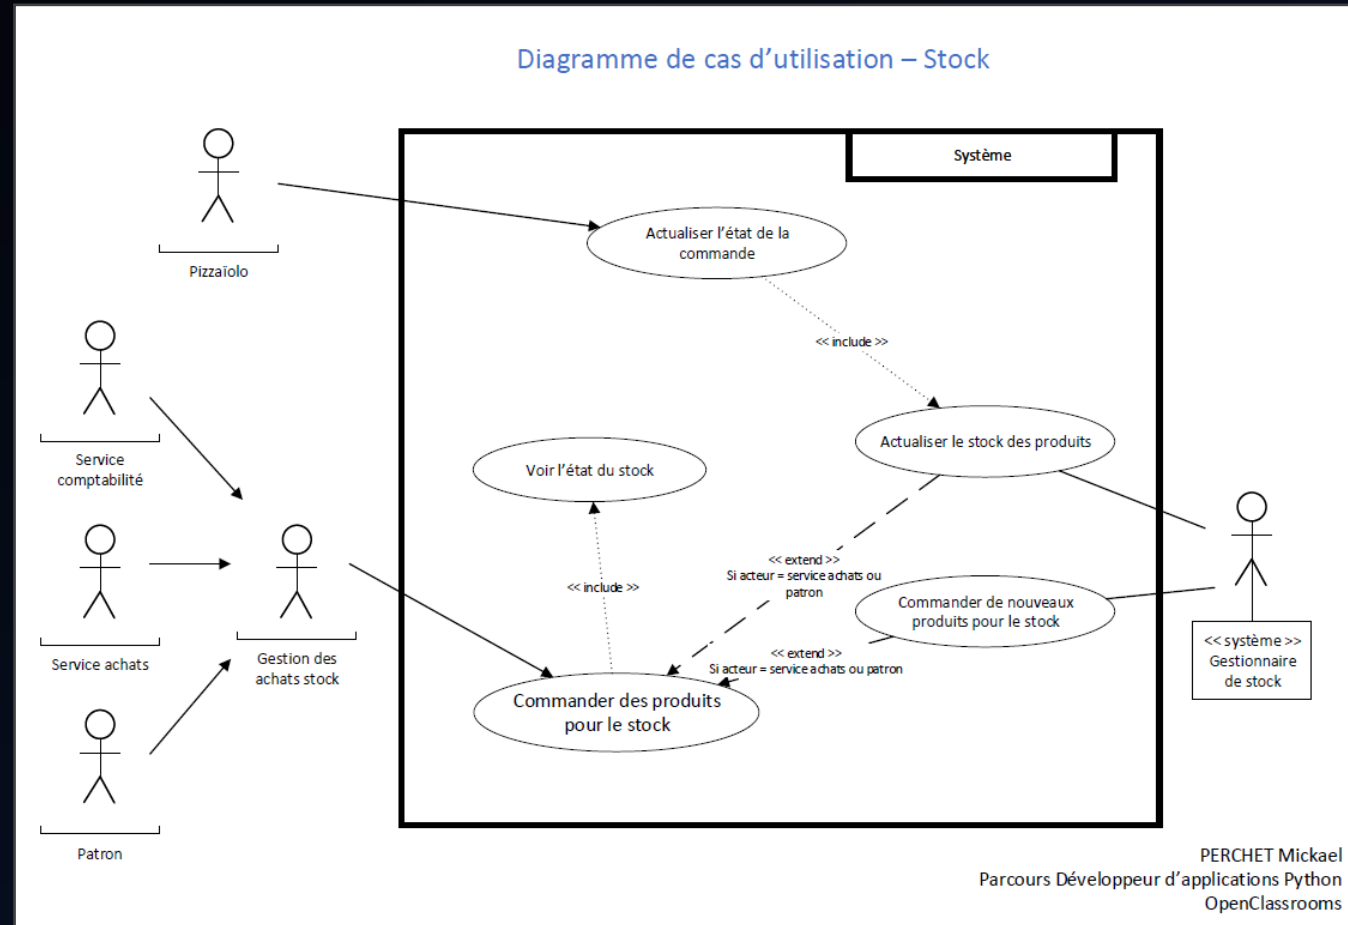 Diagramme de cas d’utilisation – Stock
Système
Pizzaïolo
Actualiser l’état de la
commande
<< include >>
Service
comptabilité
Actualiser le stock des produits
Voir l’état du stock
<< extend >>
Si acteur = service achats ou
patron
<< include >>
Commander de nouveaux
produits pour le stock
Service achats
Gestion des
achats stock
<< système >>
Gestionnaire
de stock
<< extend >>
Si acteur = service achats ou patron
Commander des produits
pour le stock
Patron
PERCHET Mickael
Parcours Développeur d’applications Python
OpenClassrooms